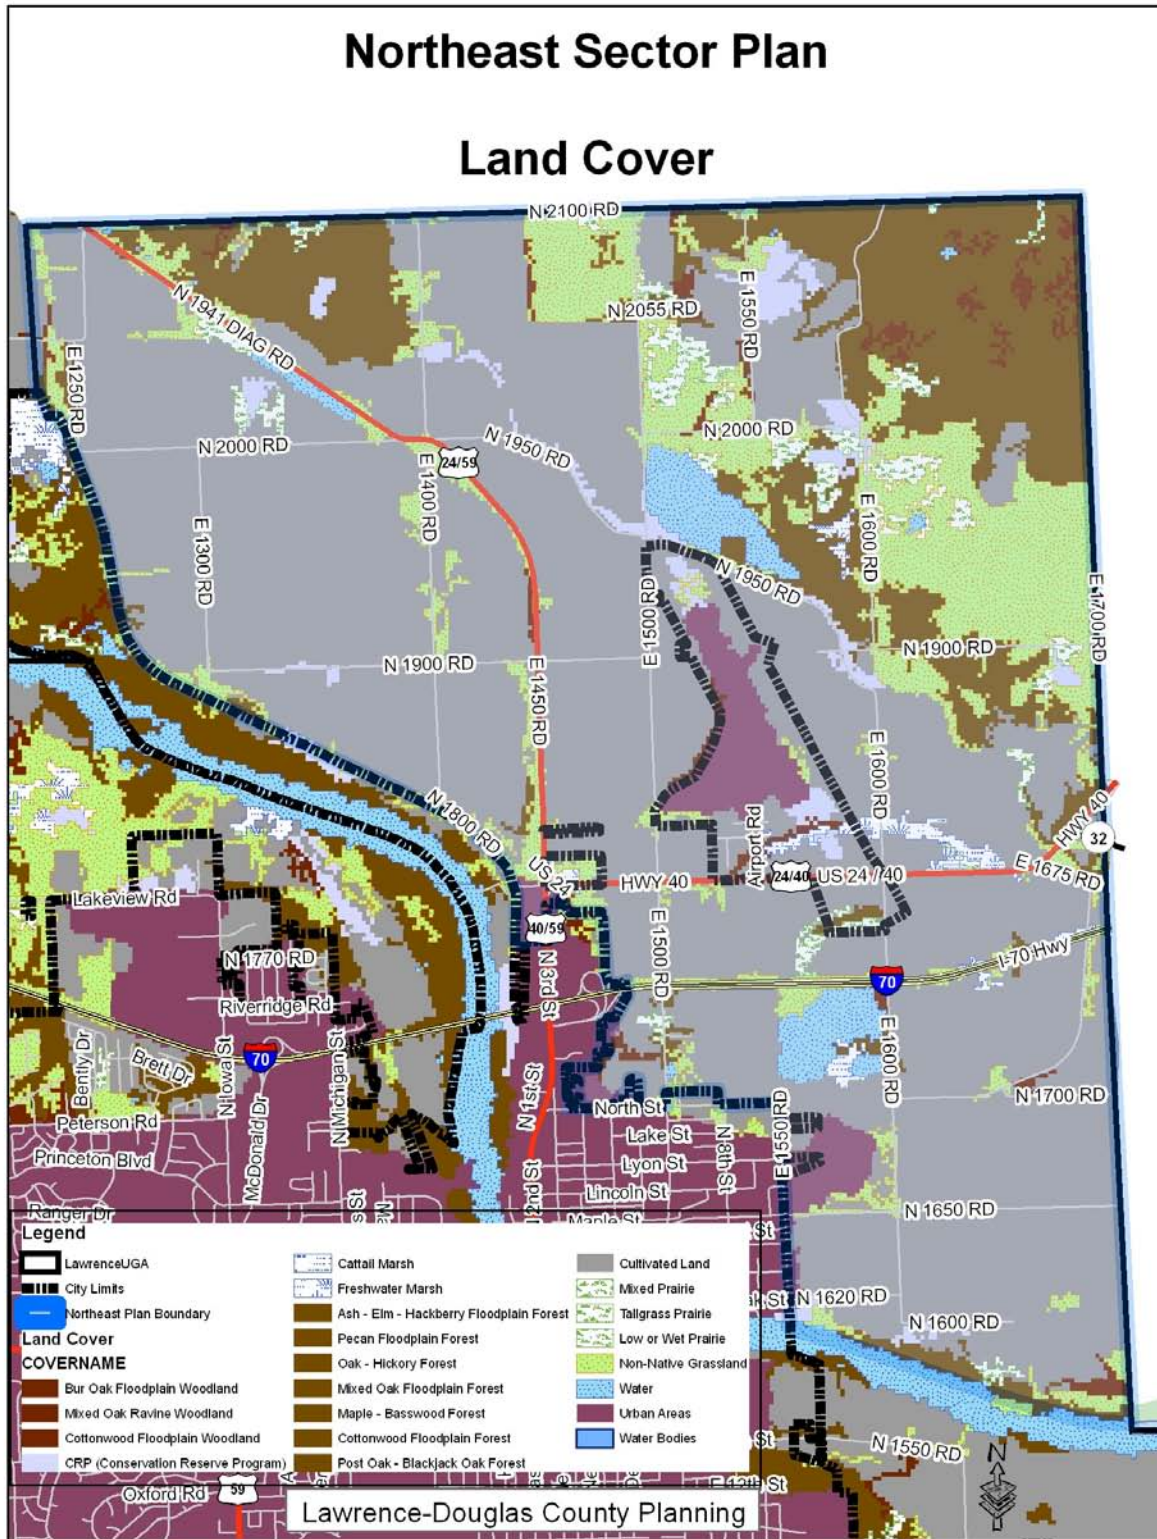 Northeast Sector Plan
Land Cover
N 2100 RD
N 1941 DIAG RD
N 2055 RD
E 1550 RD
E 1250 RD
N 2000 RD
24/59
N 1950 RD
N 2000 RD
E 1400 RD
E 1300 RD
E 1600 RD
N 1950 RD
E 1500 RD
E 1700 RD
N 1900 RD
N 1900 RD
E 1450 RD
E 1600 RD
N 1800 RD
Airport Rd
HWY 40
32
US 24
HWY 40
24/40
US 24 / 40
E 1675 RD
Lakeview Rd
40/59
E 1500 RD
N 1770 RD
N 3rd St
I-70 Hwy
70
Riverridge Rd
Bently Dr
Brett Dr
N Iowa St
70
N Michigan St
E 1600 RD
McDonald Dr
N 1st St
N 1700 RD
Peterson Rd
North St
E 1550 RD
Lake St
N 8th St
Princeton Blvd
Lyon St
Lincoln St
N 2nd St
Maple St
N 1650 RD
Ranger Dr
N 1620 RD
N 1600 RD
N 1550 RD
Legend
LawrenceUGA
City Limits
Northeast Plan Boundary
Land Cover
COVERNAME
Bur Oak Floodplain Woodland
Mixed Oak Ravine Woodland
Cottonwood Floodplain Woodland
CRP (Conservation Reserve Program)
Cattail Marsh
Freshwater Marsh
Ash - Elm - Hackberry Floodplain Forest
Pecan Floodplain Forest
Oak - Hickory Forest
Mixed Oak Floodplain Forest
Maple - Basswood Forest
Cottonwood Floodplain Forest
Post Oak - Blackjack Oak Forest
Cultivated Land
Mixed Prairie
Tallgrass Prairie
Low or Wet Prairie
Non-Native Grassland
Water
Urban Areas
Water Bodies
Oxford Rd
59
N
Lawrence-Douglas County Planning